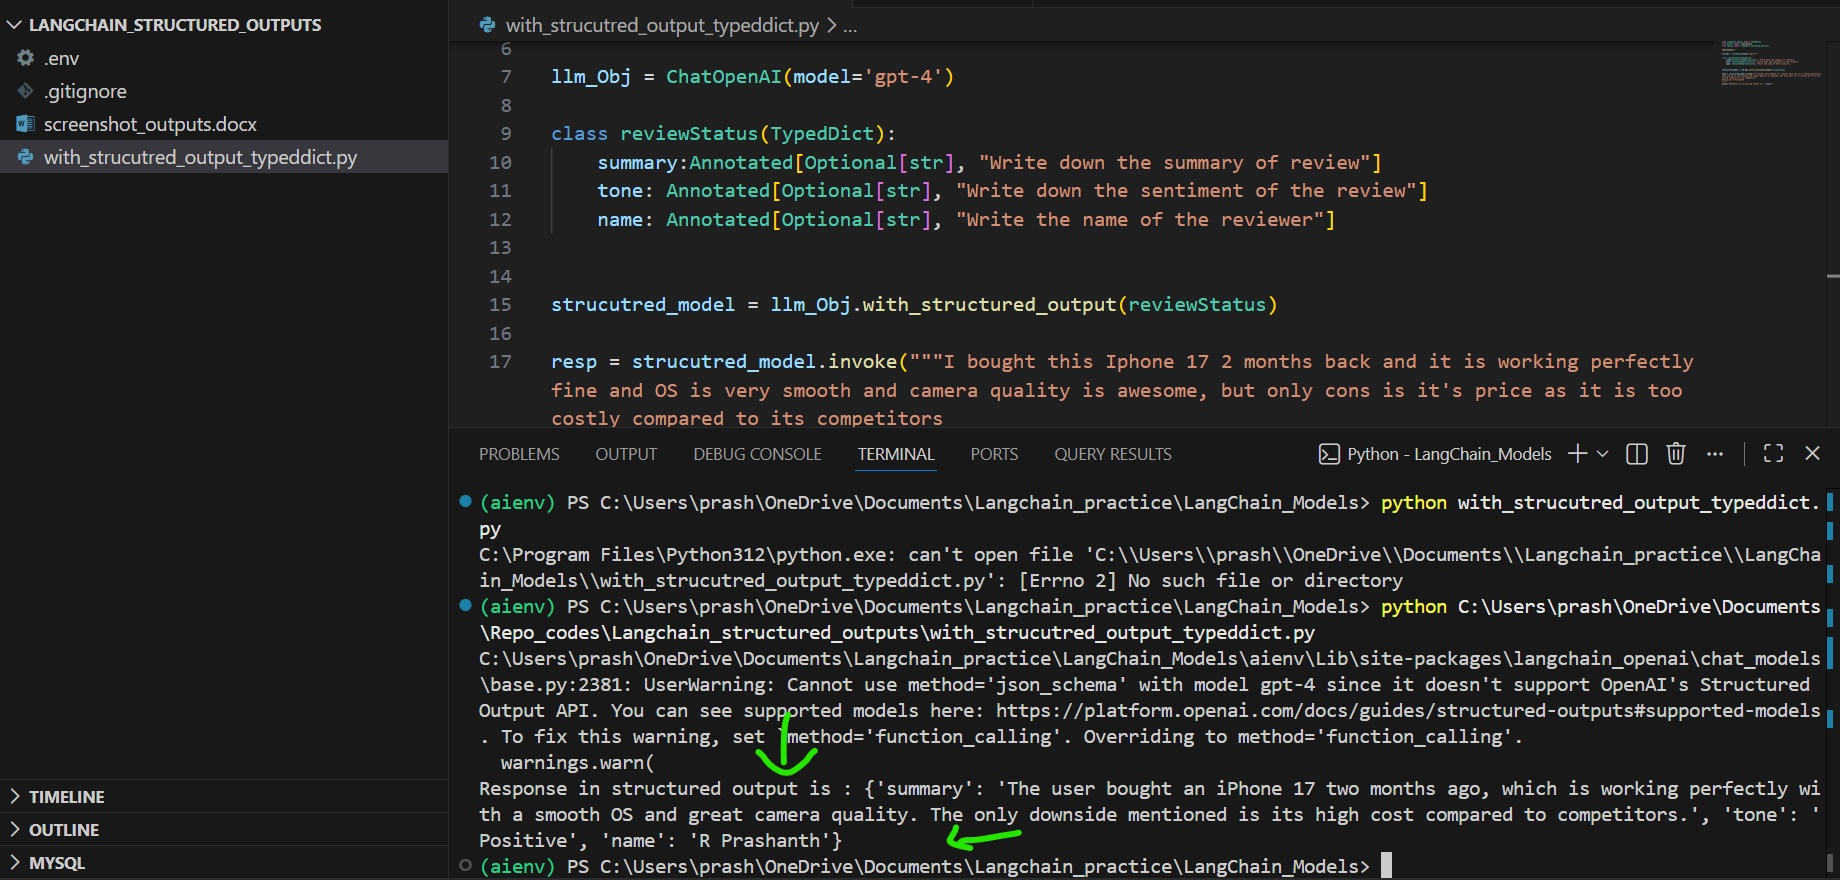 LANGCHAIN_STRUCTURED_OUTPUTS
.env
.gitignore
screenshot_outputs.docx
with_strucutred_output_typeddict.py
TIMELINE
OUTLINE
MYSQL
with_strucutred_output_typeddict.py > ...
6
7 llm_Obj = ChatOpenAI(model='gpt-4')
8
9 class reviewStatus(TypedDict):
10 summary:Annotated[Optional[str], "Write down the summary of review"]
11 tone: Annotated[Optional[str], "Write down the sentiment of the review"]
12 name: Annotated[Optional[str], "Write the name of the reviewer"]
13
14
15 strucutred_model = llm_Obj.with_structured_output(reviewStatus)
16
17 resp = strucutred_model.invoke("""I bought this Iphone 17 2 months back and it is working perfectly
fine and OS is very smooth and camera quality is awesome, but only cons is it's price as it is too
costly compared to its competitors
PROBLEMS OUTPUT DEBUG CONSOLE TERMINAL PORTS QUERY RESULTS Python - LangChain_Models
(aienv) PS C:\Users\prash\OneDrive\Documents\Langchain_practice\LangChain_Models> python with_strucutred_output_typeddict.
py
C:\Program Files\Python312\python.exe: can't open file 'C:\\Users\\prash\\OneDrive\\Documents\\Langchain_practice\\LangCha
in_Models\\with_strucutred_output_typeddict.py': [Errno 2] No such file or directory
(aienv) PS C:\Users\prash\OneDrive\Documents\Langchain_practice\LangChain_Models> python C:\Users\prash\OneDrive\Documents
\Repo_codes\Langchain_structured_outputs\with_strucutred_output_typeddict.py
C:\Users\prash\OneDrive\Documents\Langchain_practice\LangChain_Models\aienv\Lib\site-packages\langchain_openai\chat_models
\base.py:2381: UserWarning: Cannot use method='json_schema' with model gpt-4 since it doesn't support OpenAI's Structured
Output API. You can see supported models here: https://platform.openai.com/docs/guides/structured-outputs#supported-models
. To fix this warning, set `method='function_calling'. Overriding to method='function_calling'.
warnings.warn(
Response in structured output is : {'summary': 'The user bought an iPhone 17 two months ago, which is working perfectly wi
th a smooth OS and great camera quality. The only downside mentioned is its high cost compared to competitors.', 'tone': '
Positive', 'name': 'R Prashanth'}
(aienv) PS C:\Users\prash\OneDrive\Documents\Langchain_practice\LangChain_Models>